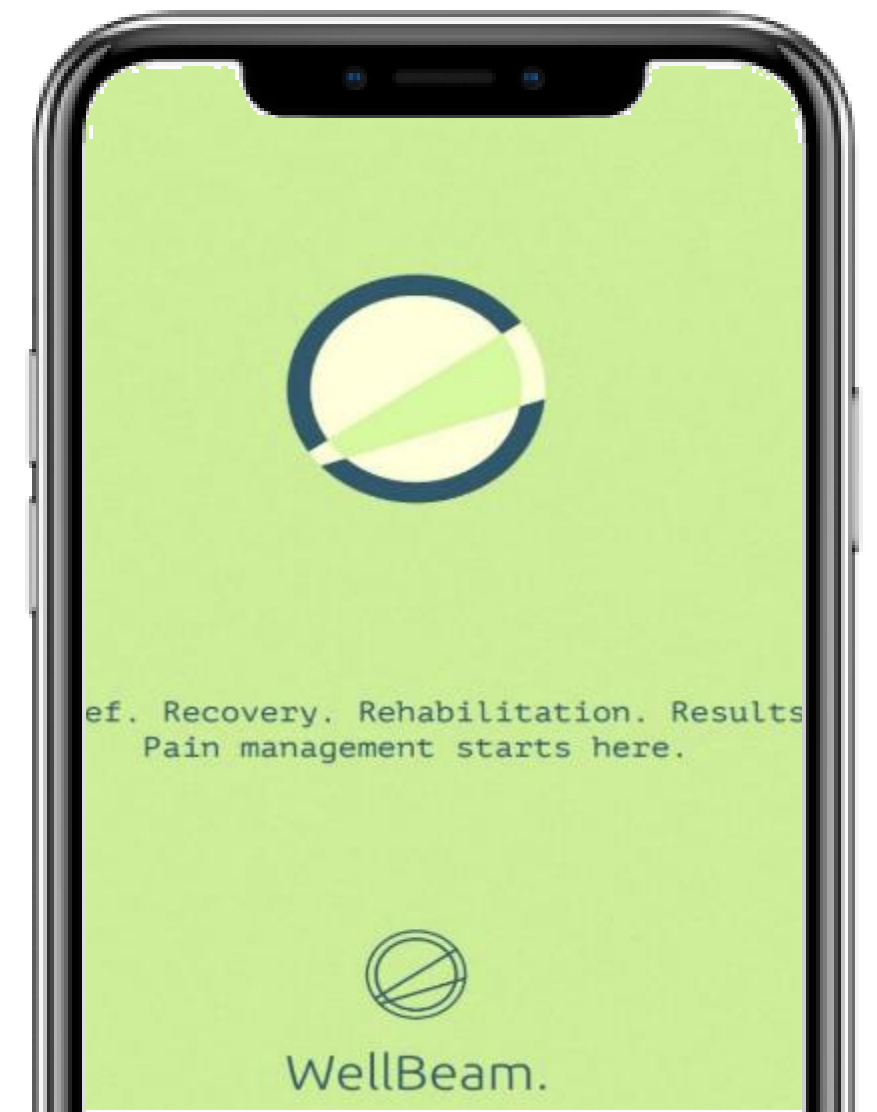 ef. Recovery. Rehabilitation. Results
Pain management starts here.
WellBeam.